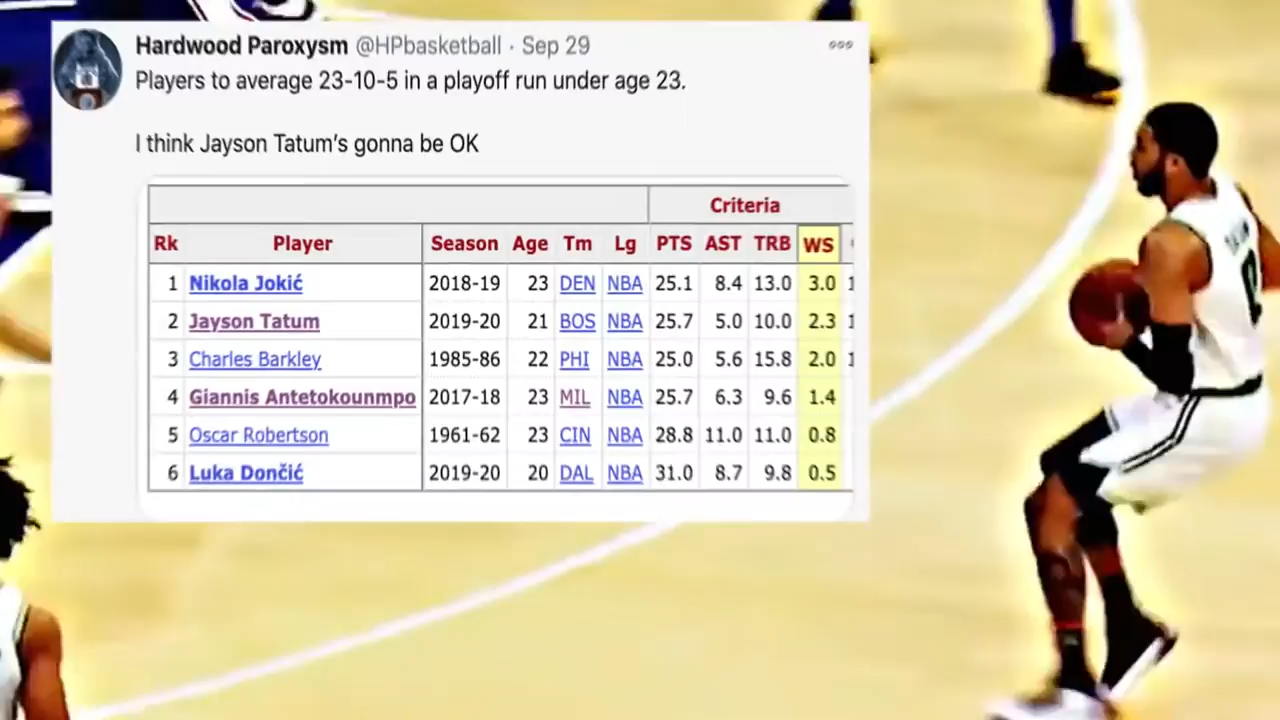 Hardwood Paroxysm @HPbasketball · Sep 29
Players to average 23-10-5 in a playoff run under age 23.
I think Jayson Tatum's gonna be OK
Criteria
Rk Player Season Age Tm Lg PTS AST TRB WS
1 Nikola Jokić 2018-19 23 DEN NBA 25.1 8.4 13.0 3.0 1
2 Jayson Tatum 2019-20 21 BOS NBA 25.7 5.0 10.0 2.3 1
3 Charles Barkley 1985-86 22 PHI NBA 25.0 5.6 15.8 2.0 1
4 Giannis Antetokounmpo 2017-18 23 MIL NBA 25.7 6.3 9.6 1.4
5 Oscar Robertson 1961-62 23 CIN NBA 28.8 11.0 11.0 0.8
6 Luka Dončić 2019-20 20 DAL NBA 31.0 8.7 9.8 0.5